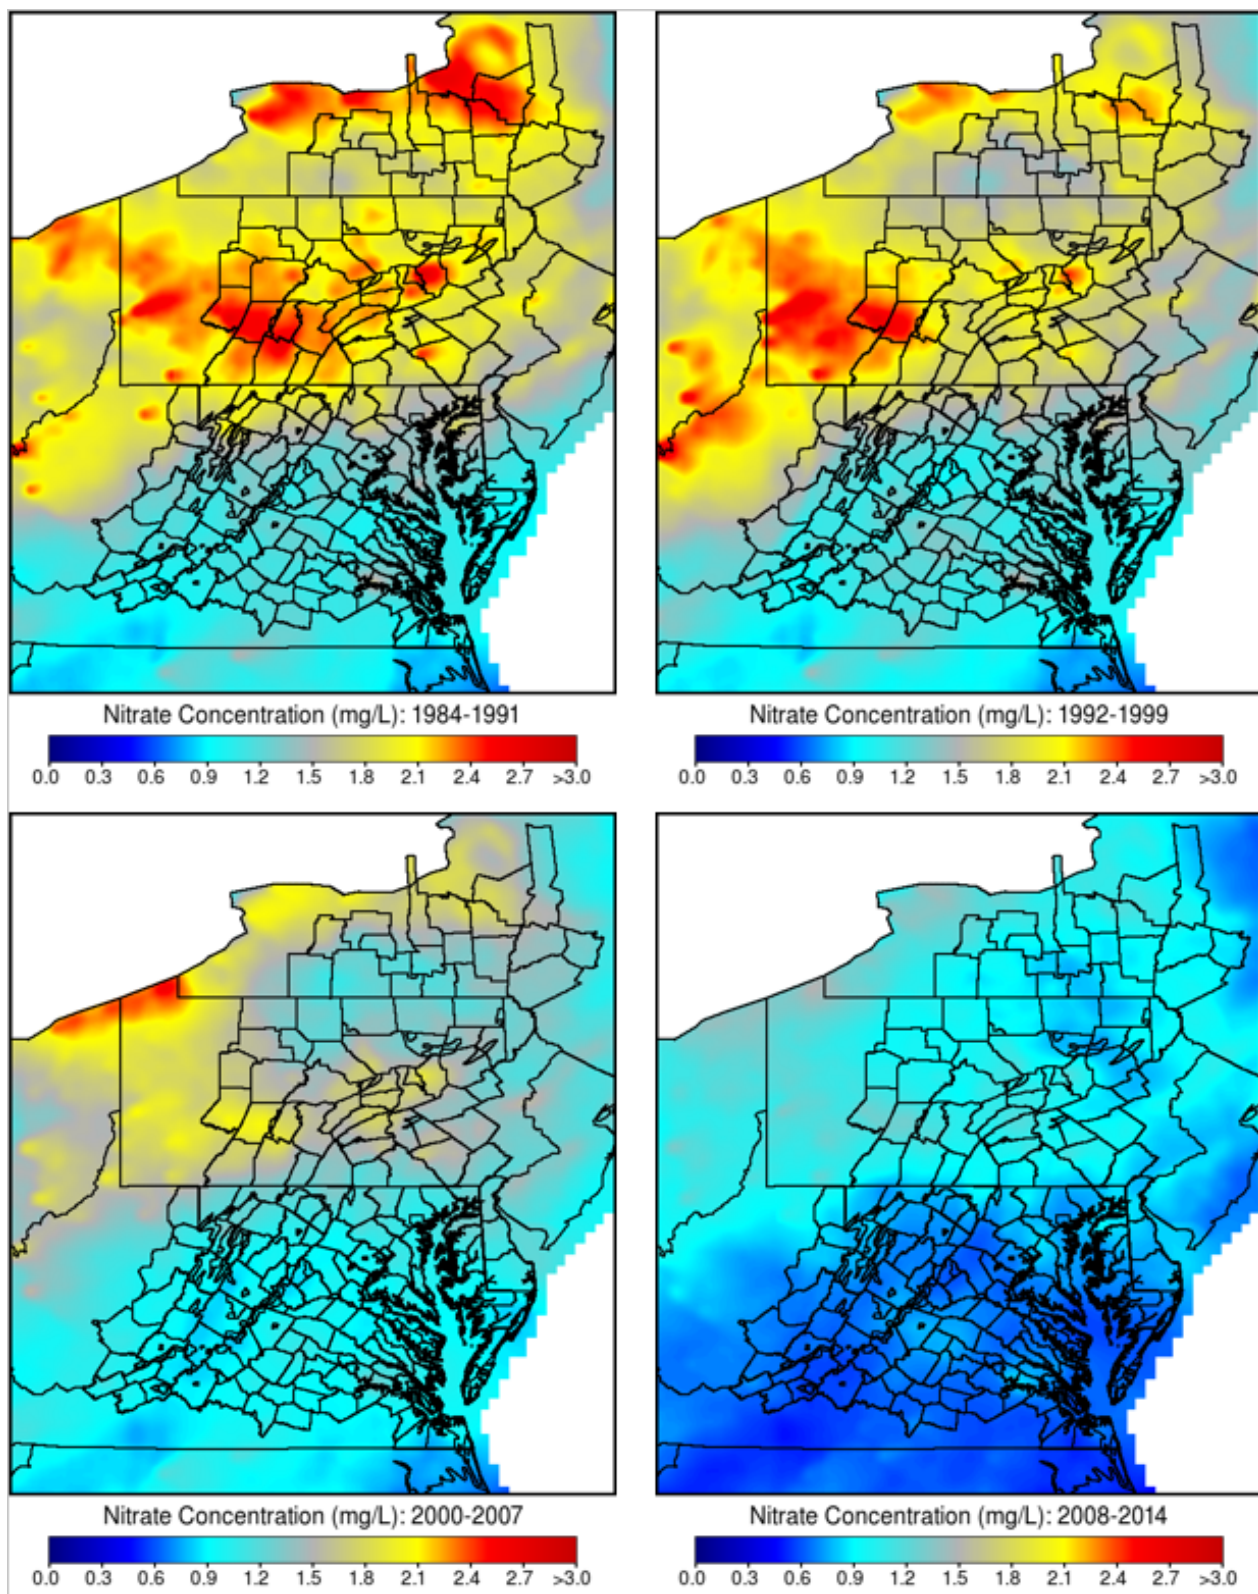 Nitrate Concentration (mg/L): 1984-1991
0.0 0.3 0.6 0.9 1.2 1.5 1.8 2.1 2.4 2.7 >3.0
Nitrate Concentration (mg/L): 1992-1999
0.0 0.3 0.6 0.9 1.2 1.5 1.8 2.1 2.4 2.7 >3.0
Nitrate Concentration (mg/L): 2000-2007
0.0 0.3 0.6 0.9 1.2 1.5 1.8 2.1 2.4 2.7 >3.0
Nitrate Concentration (mg/L): 2008-2014
0.0 0.3 0.6 0.9 1.2 1.5 1.8 2.1 2.4 2.7 >3.0